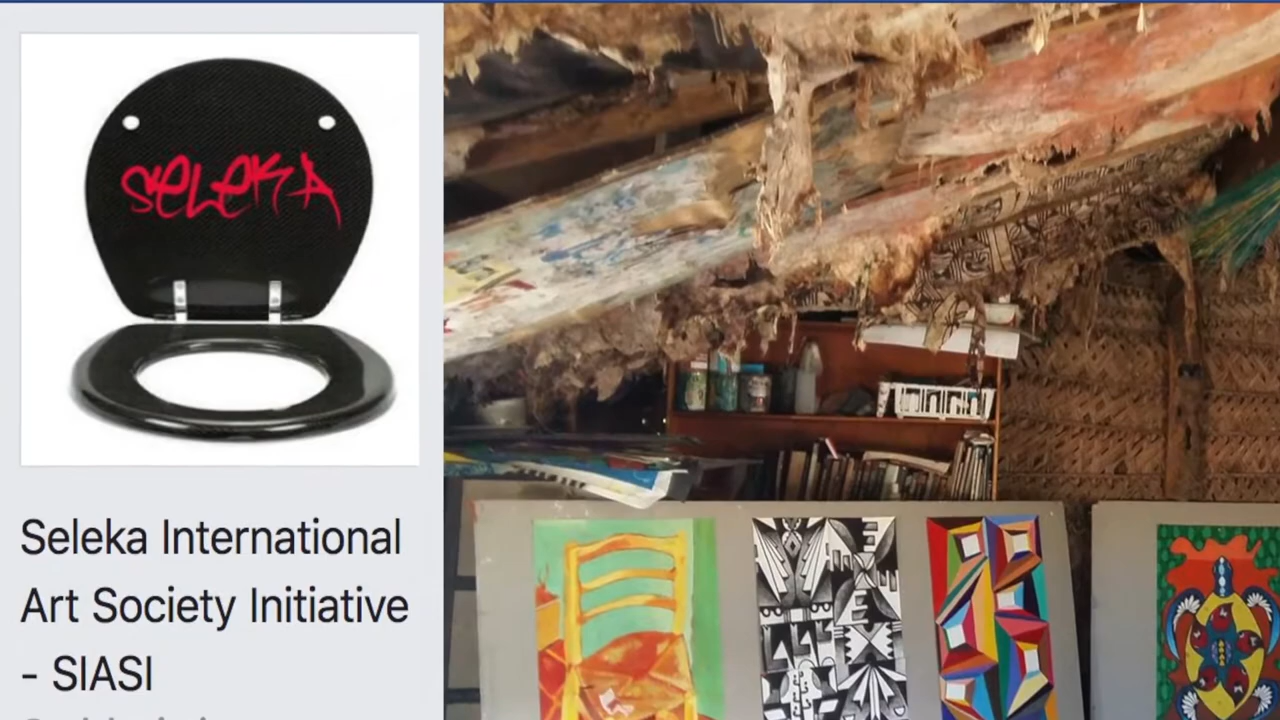 SELEKA
Seleka International
Art Society Initiative
- SIASI